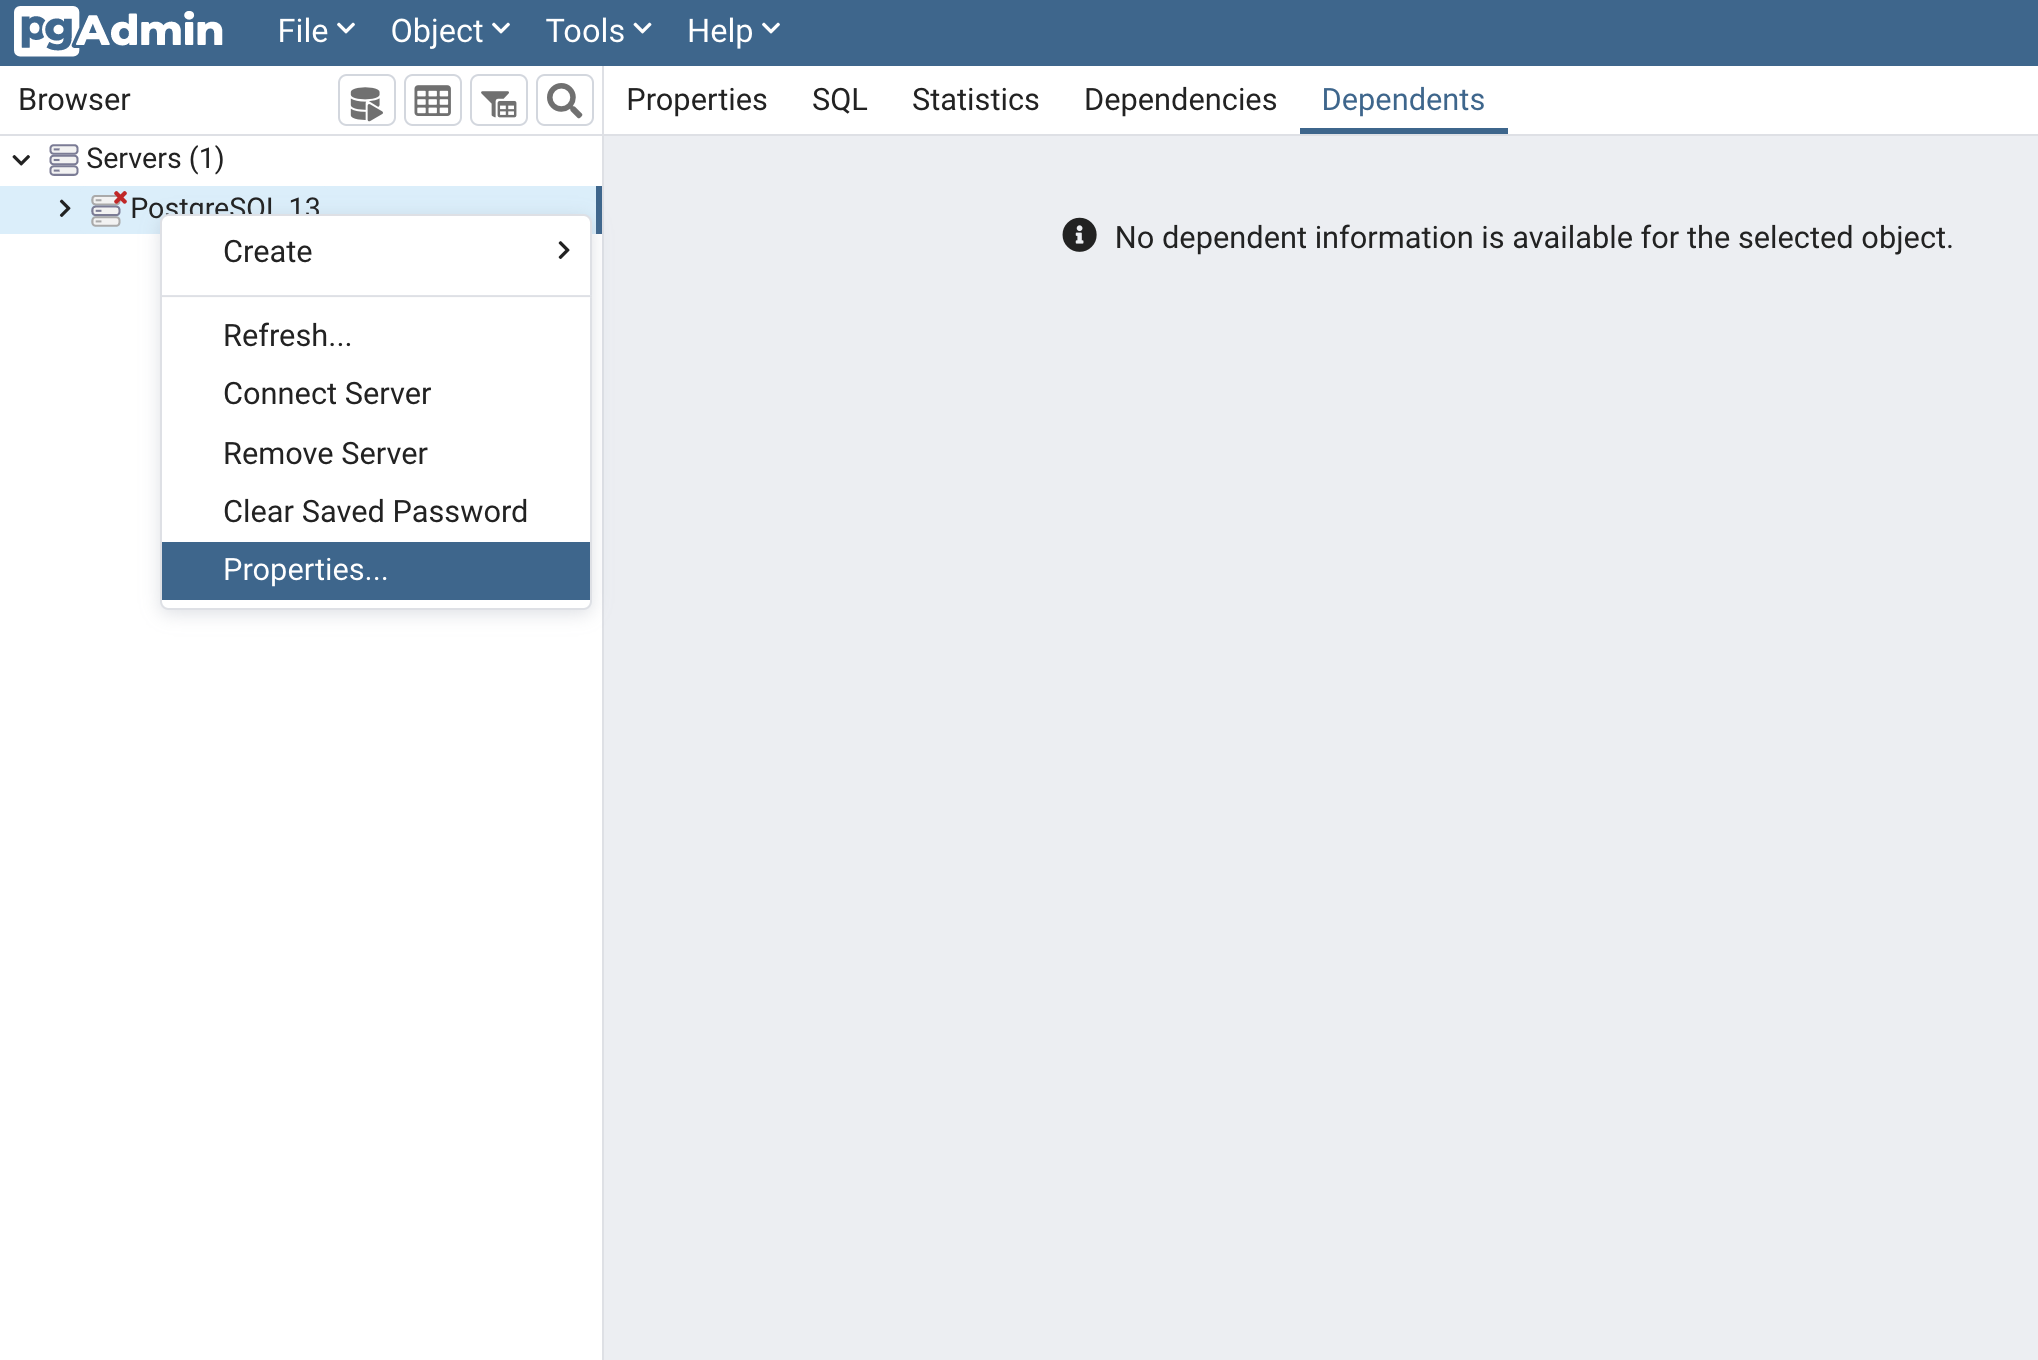 pgAdmin File Object Tools Help
Browser Properties SQL Statistics Dependencies Dependents
Servers (1)
PostgreSQL 13
No dependent information is available for the selected object.
Create
Refresh...
Connect Server
Remove Server
Clear Saved Password
Properties...